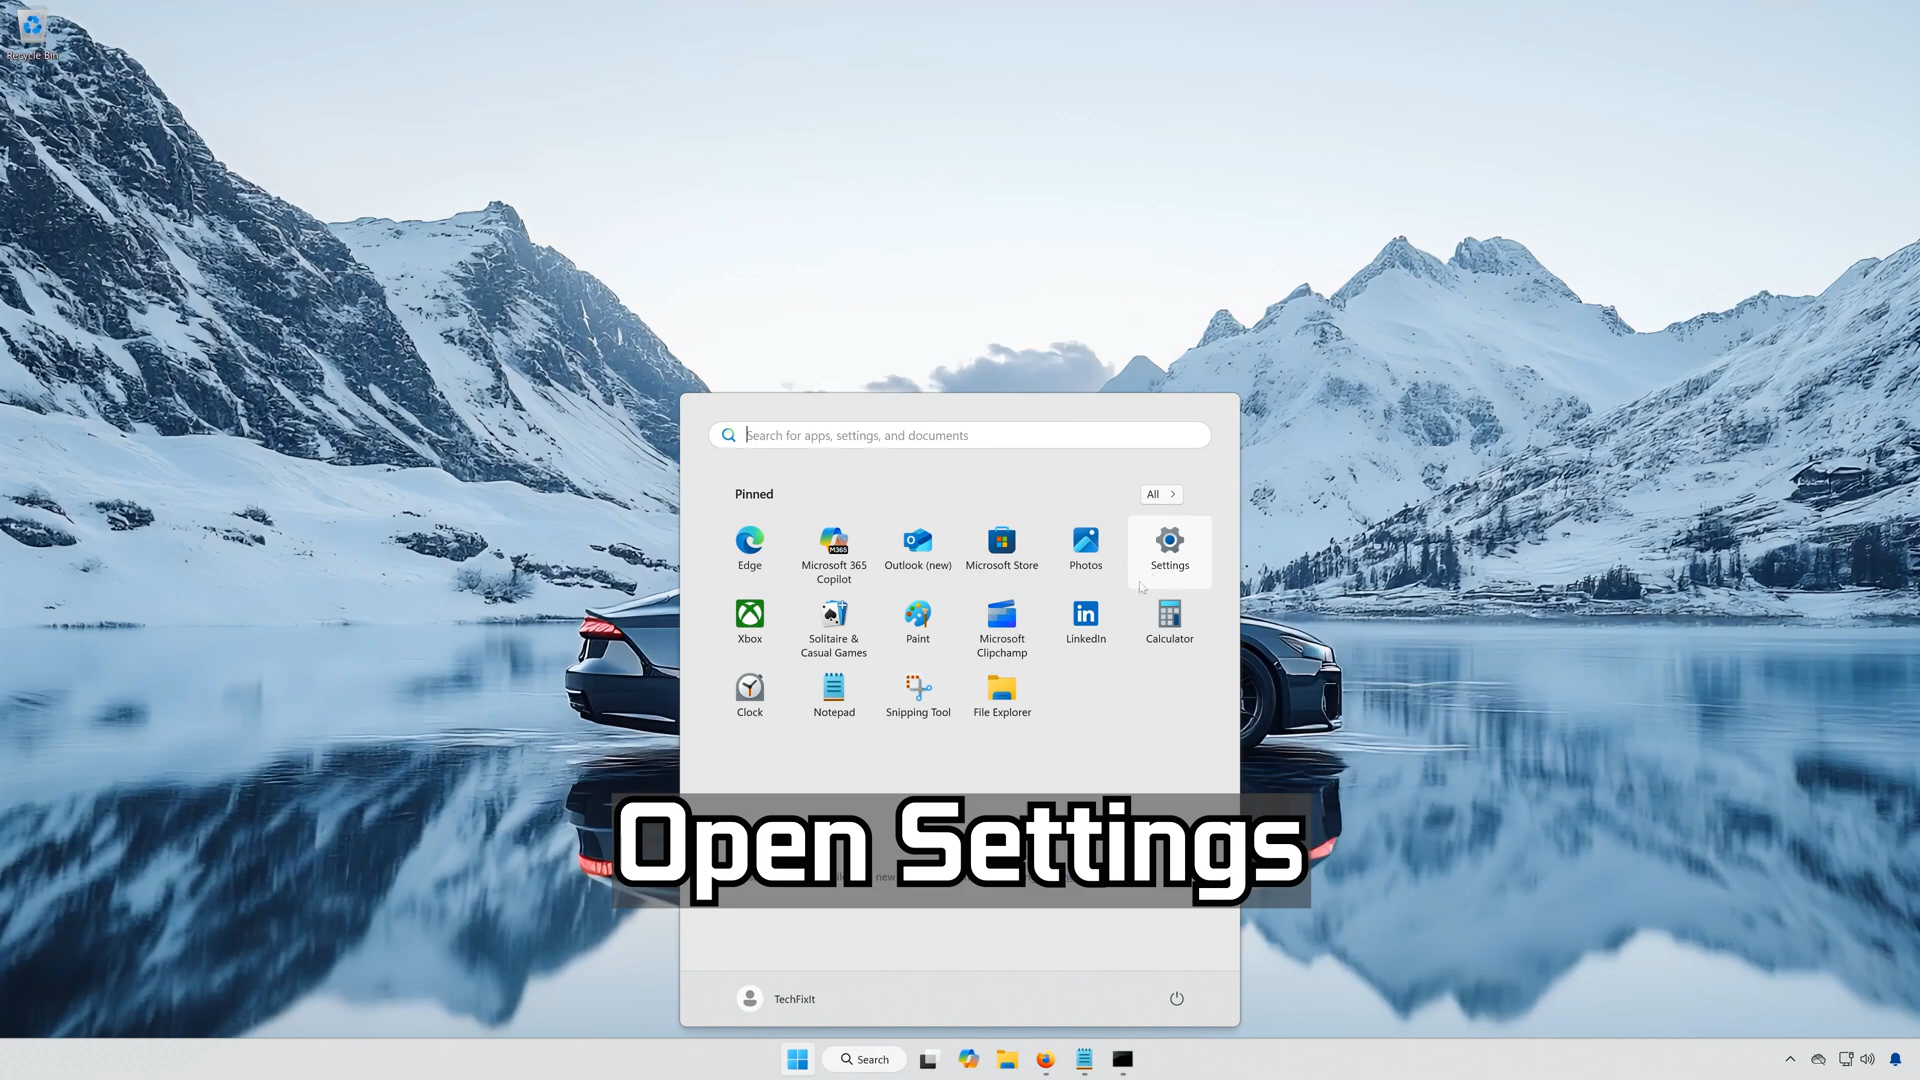 Recycle Bin
Search for apps, settings, and documents
Pinned
All
Edge
Microsoft 365 Copilot
M365
Outlook (new)
Microsoft Store
Photos
Settings
Xbox
Solitaire & Casual Games
Paint
Microsoft Clipchamp
LinkedIn
Calculator
Clock
Notepad
Snipping Tool
File Explorer
Open Settings
new
TechFixIt
Search